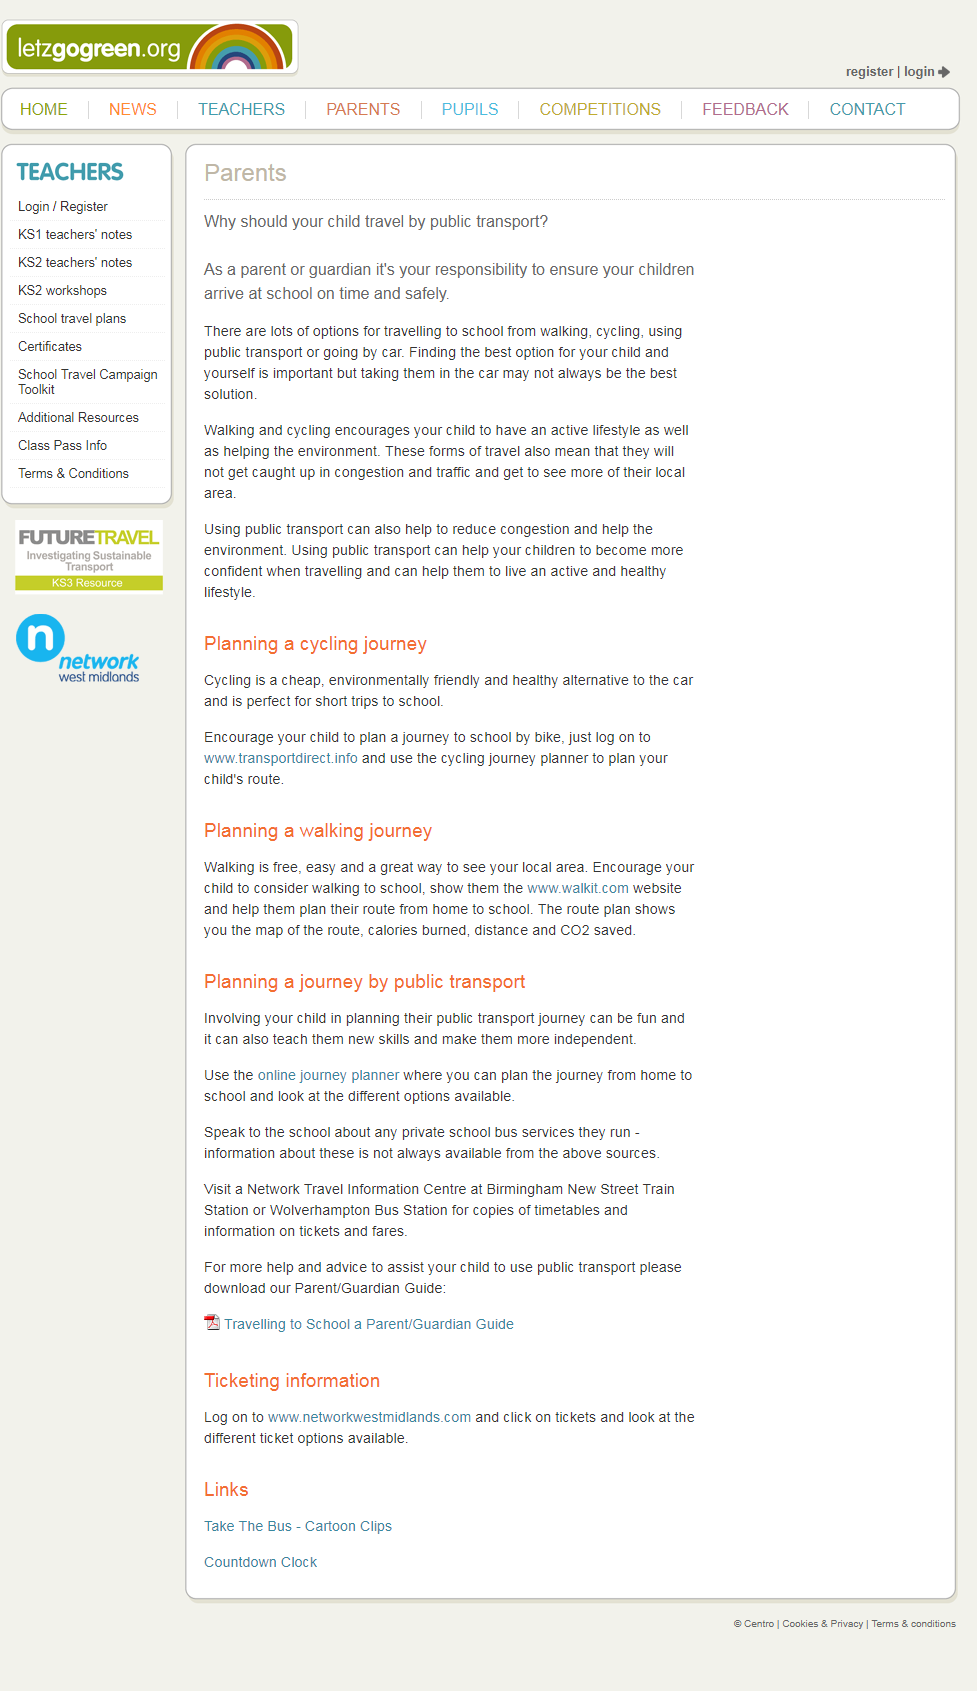 letzgogreen.org
register | login
HOME
NEWS
TEACHERS
PARENTS
PUPILS
COMPETITIONS
FEEDBACK
CONTACT
TEACHERS
Login / Register
KS1 teachers' notes
KS2 teachers' notes
KS2 workshops
School travel plans
Certificates
School Travel Campaign
Toolkit
Additional Resources
Class Pass Info
Terms & Conditions
FUTURETRAVEL
Investigating Sustainable
Transport
KS3 Resource
n
network
west midlands
Parents
Why should your child travel by public transport?
As a parent or guardian it's your responsibility to ensure your children
arrive at school on time and safely.
There are lots of options for travelling to school from walking, cycling, using
public transport or going by car. Finding the best option for your child and
yourself is important but taking them in the car may not always be the best
solution.
Walking and cycling encourages your child to have an active lifestyle as well
as helping the environment. These forms of travel also mean that they will
not get caught up in congestion and traffic and get to see more of their local
area.
Using public transport can also help to reduce congestion and help the
environment. Using public transport can help your children to become more
confident when travelling and can help them to live an active and healthy
lifestyle.
Planning a cycling journey
Cycling is a cheap, environmentally friendly and healthy alternative to the car
and is perfect for short trips to school.
Encourage your child to plan a journey to school by bike, just log on to
www.transportdirect.info and use the cycling journey planner to plan your
child's route.
Planning a walking journey
Walking is free, easy and a great way to see your local area. Encourage your
child to consider walking to school, show them the www.walkit.com website
and help them plan their route from home to school. The route plan shows
you the map of the route, calories burned, distance and CO2 saved.
Planning a journey by public transport
Involving your child in planning their public transport journey can be fun and
it can also teach them new skills and make them more independent.
Use the online journey planner where you can plan the journey from home to
school and look at the different options available.
Speak to the school about any private school bus services they run -
information about these is not always available from the above sources.
Visit a Network Travel Information Centre at Birmingham New Street Train
Station or Wolverhampton Bus Station for copies of timetables and
information on tickets and fares.
For more help and advice to assist your child to use public transport please
download our Parent/Guardian Guide:
Travelling to School a Parent/Guardian Guide
Ticketing information
Log on to www.networkwestmidlands.com and click on tickets and look at the
different ticket options available.
Links
Take The Bus - Cartoon Clips
Countdown Clock
© Centro | Cookies & Privacy | Terms & conditions